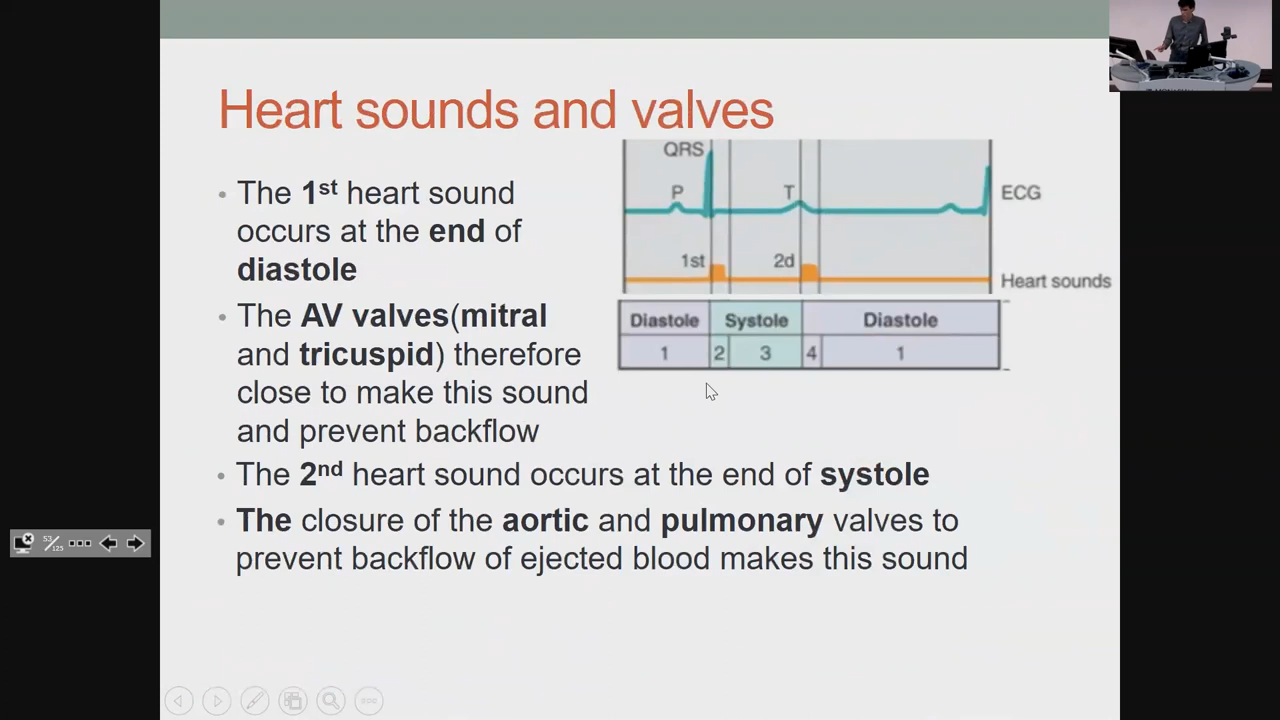 Heart sounds and valves
• The 1st heart sound
occurs at the end of
diastole
• The AV valves(mitral
and tricuspid) therefore
close to make this sound
and prevent backflow
• The 2nd heart sound occurs at the end of systole
• The closure of the aortic and pulmonary valves to
prevent backflow of ejected blood makes this sound
QRS
P
T
ECG
1st
2d
Heart sounds
Diastole Systole Diastole
1 2 3 4 1
53/125